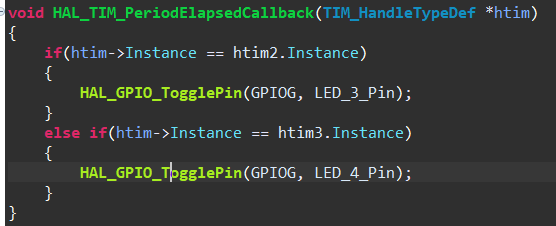 void HAL_TIM_PeriodElapsedCallback(TIM_HandleTypeDef *htim)
{
    if(htim->Instance == htim2.Instance)
    {
        HAL_GPIO_TogglePin(GPIOG, LED_3_Pin);
    }
    else if(htim->Instance == htim3.Instance)
    {
        HAL_GPIO_TogglePin(GPIOG, LED_4_Pin);
    }
}